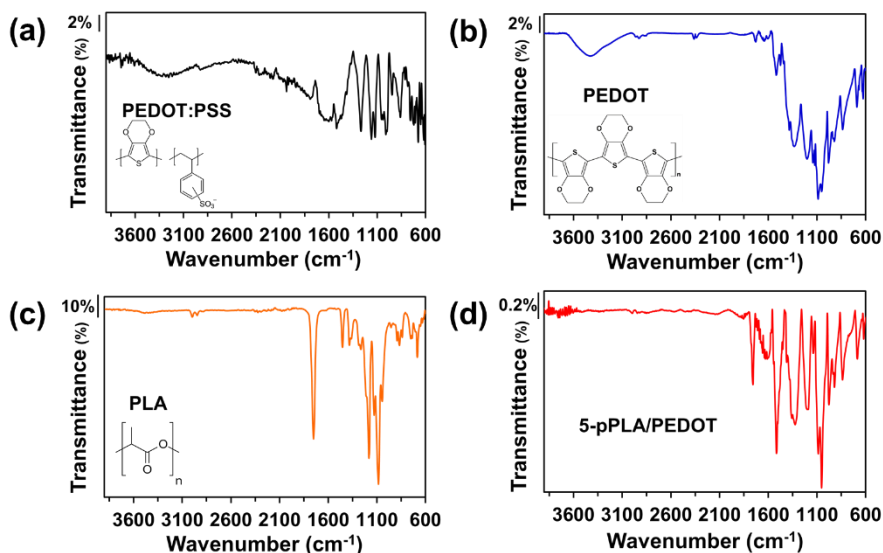 (a)
2%
Transmittance (%)
PEDOT:PSS
O
O
S
SO₃⁻
3600 3100 2600 2100 1600 1100 600
Wavenumber (cm-1)
(b)
2%
Transmittance (%)
PEDOT
O O
S S
S
O O O O
n
3600 3100 2600 2100 1600 1100 600
Wavenumber (cm-1)
(c)
10%
Transmittance (%)
PLA
O
O
n
3600 3100 2600 2100 1600 1100 600
Wavenumber (cm-1)
(d)
0.2%
Transmittance (%)
5-pPLA/PEDOT
3600 3100 2600 2100 1600 1100 600
Wavenumber (cm-1)